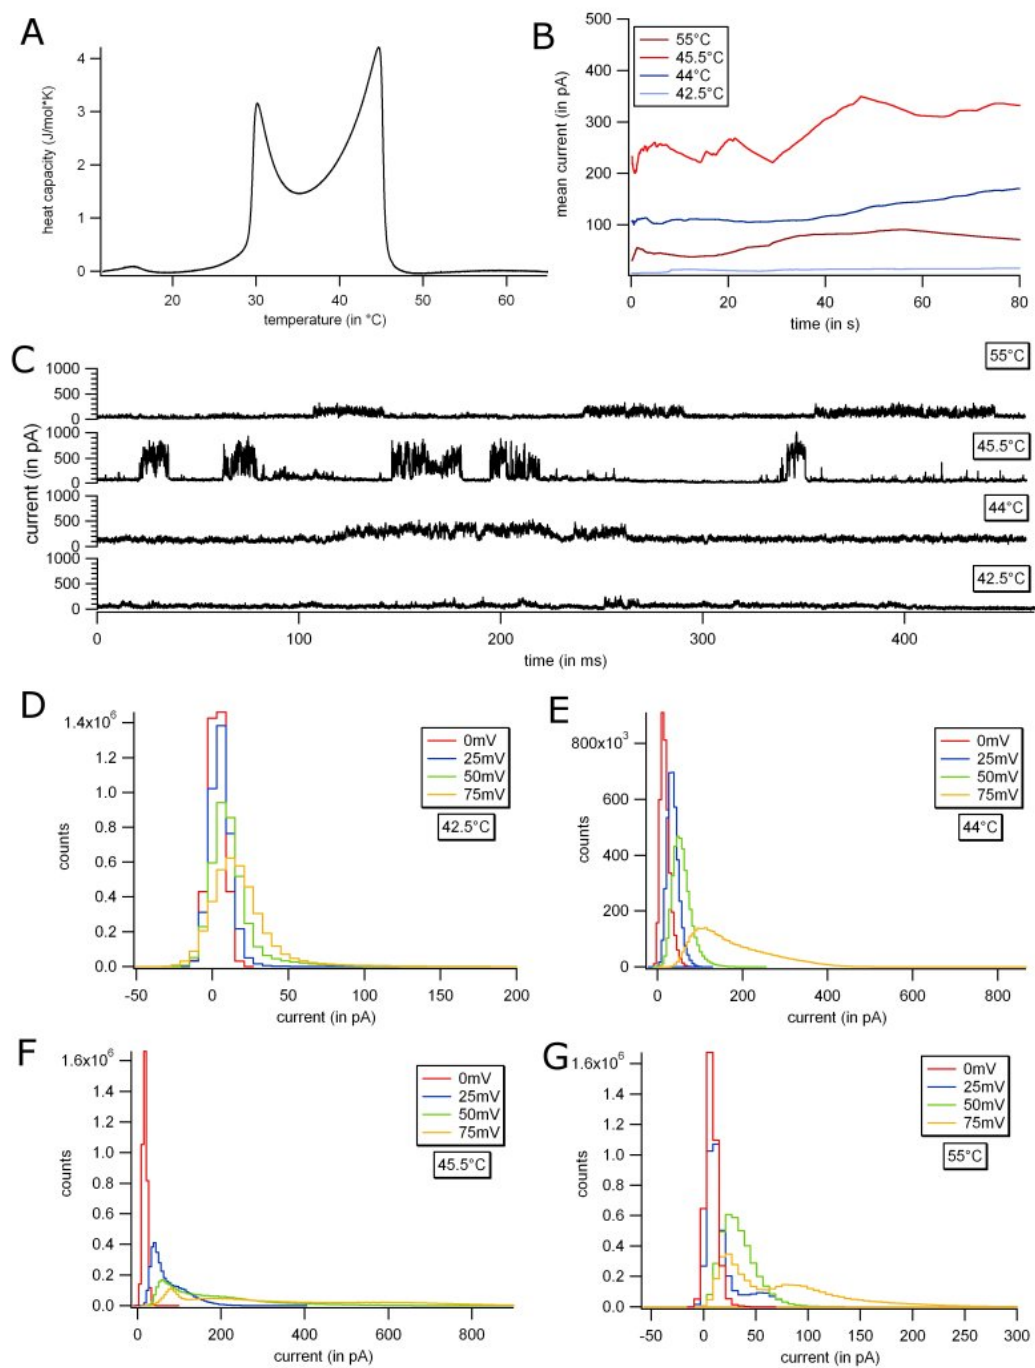 A
heat capacity (J/mol*K)
4
3
2
1
0
20 30 40 50 60
temperature (in °C)
B
mean current (in pA)
500
400
300
200
100
55°C
45.5°C
44°C
42.5°C
0 20 40 60 80
time (in s)
C
current (in pA)
1000
500
0
55°C
1000
500
0
45.5°C
1000
500
0
44°C
1000
500
0
42.5°C
0 100 200 300 400
time (in ms)
D
counts
1.4x10⁶
1.2
1.0
0.8
0.6
0.4
0.2
0.0
0mV
25mV
50mV
75mV
42.5°C
-50 0 50 100 150 200
current (in pA)
E
counts
800x10³
600
400
200
0
0mV
25mV
50mV
75mV
44°C
0 200 400 600 800
current (in pA)
F
counts
1.6x10⁶
1.4
1.2
1.0
0.8
0.6
0.4
0.2
0.0
0mV
25mV
50mV
75mV
45.5°C
0 200 400 600 800
current (in pA)
G
counts
1.6x10⁶
1.4
1.2
1.0
0.8
0.6
0.4
0.2
0.0
0mV
25mV
50mV
75mV
55°C
-50 0 50 100 150 200 250 300
current (in pA)